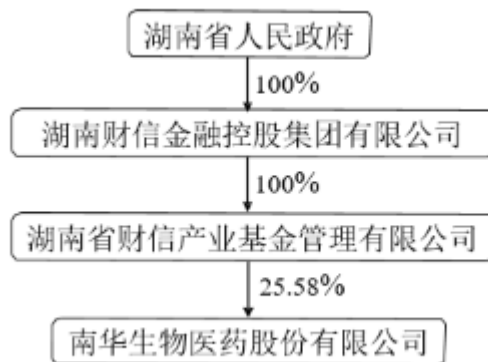 湖南省人民政府
100%
湖南财信金融控股集团有限公司
100%
湖南省财信产业基金管理有限公司
25.58%
南华生物医药股份有限公司